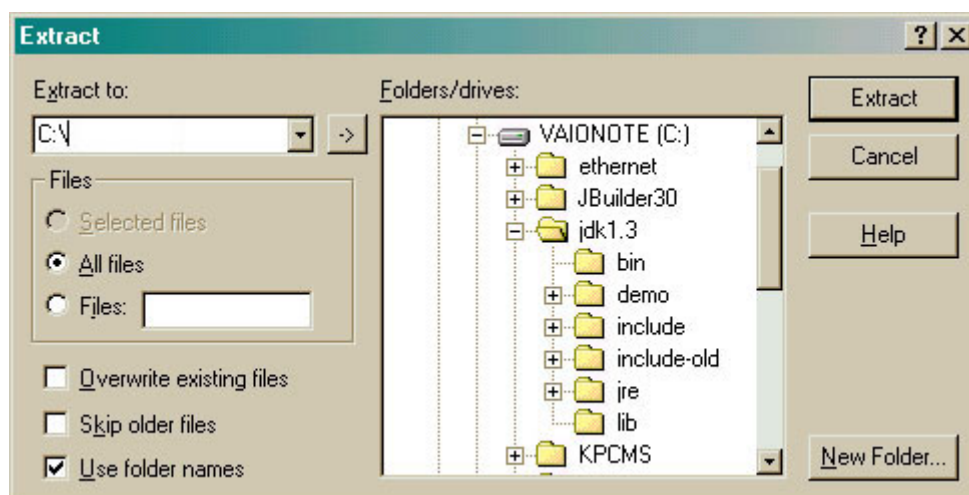 Extract
Extract to:
C:\
->
Files
Selected files
All files
Files:
Overwrite existing files
Skip older files
Use folder names
Folders/drives:
VAIONOTE (C:)
ethernet
JBuilder30
jdk1.3
bin
demo
include
include-old
jre
lib
KPCMS
Extract
Cancel
Help
New Folder...